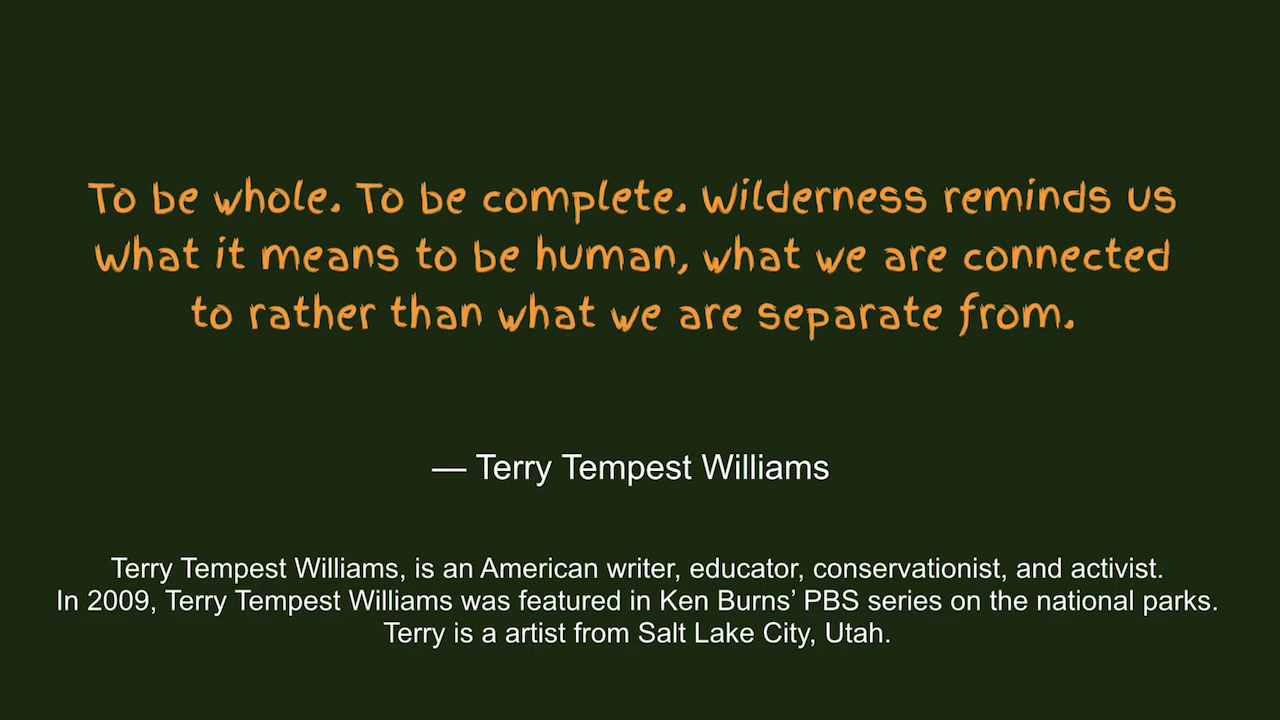 To be whole. To be complete. Wilderness reminds us
What it means to be human, what we are connected
to rather than what we are separate from.
— Terry Tempest Williams
Terry Tempest Williams, is an American writer, educator, conservationist, and activist.
In 2009, Terry Tempest Williams was featured in Ken Burns’ PBS series on the national parks.
Terry is a artist from Salt Lake City, Utah.